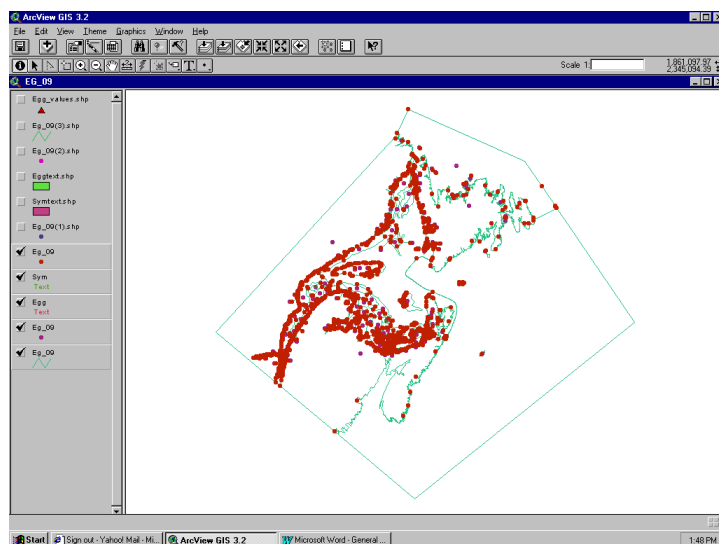 ArcView GIS 3.2
File Edit View Theme Graphics Window Help
Scale 1:
1,861,097.97
2,345,094.39
EG_09
Egg_values.shp
Eg_09(3).shp
Eg_09(2).shp
Eggtext.shp
Symtext.shp
Eg_09(1).shp
Eg_09
Sym
Text
Egg
Text
Eg_09
Eg_09
Start Sign out - Yahoo! Mail - Mi... ArcView GIS 3.2 Microsoft Word - General ... 1:48 PM